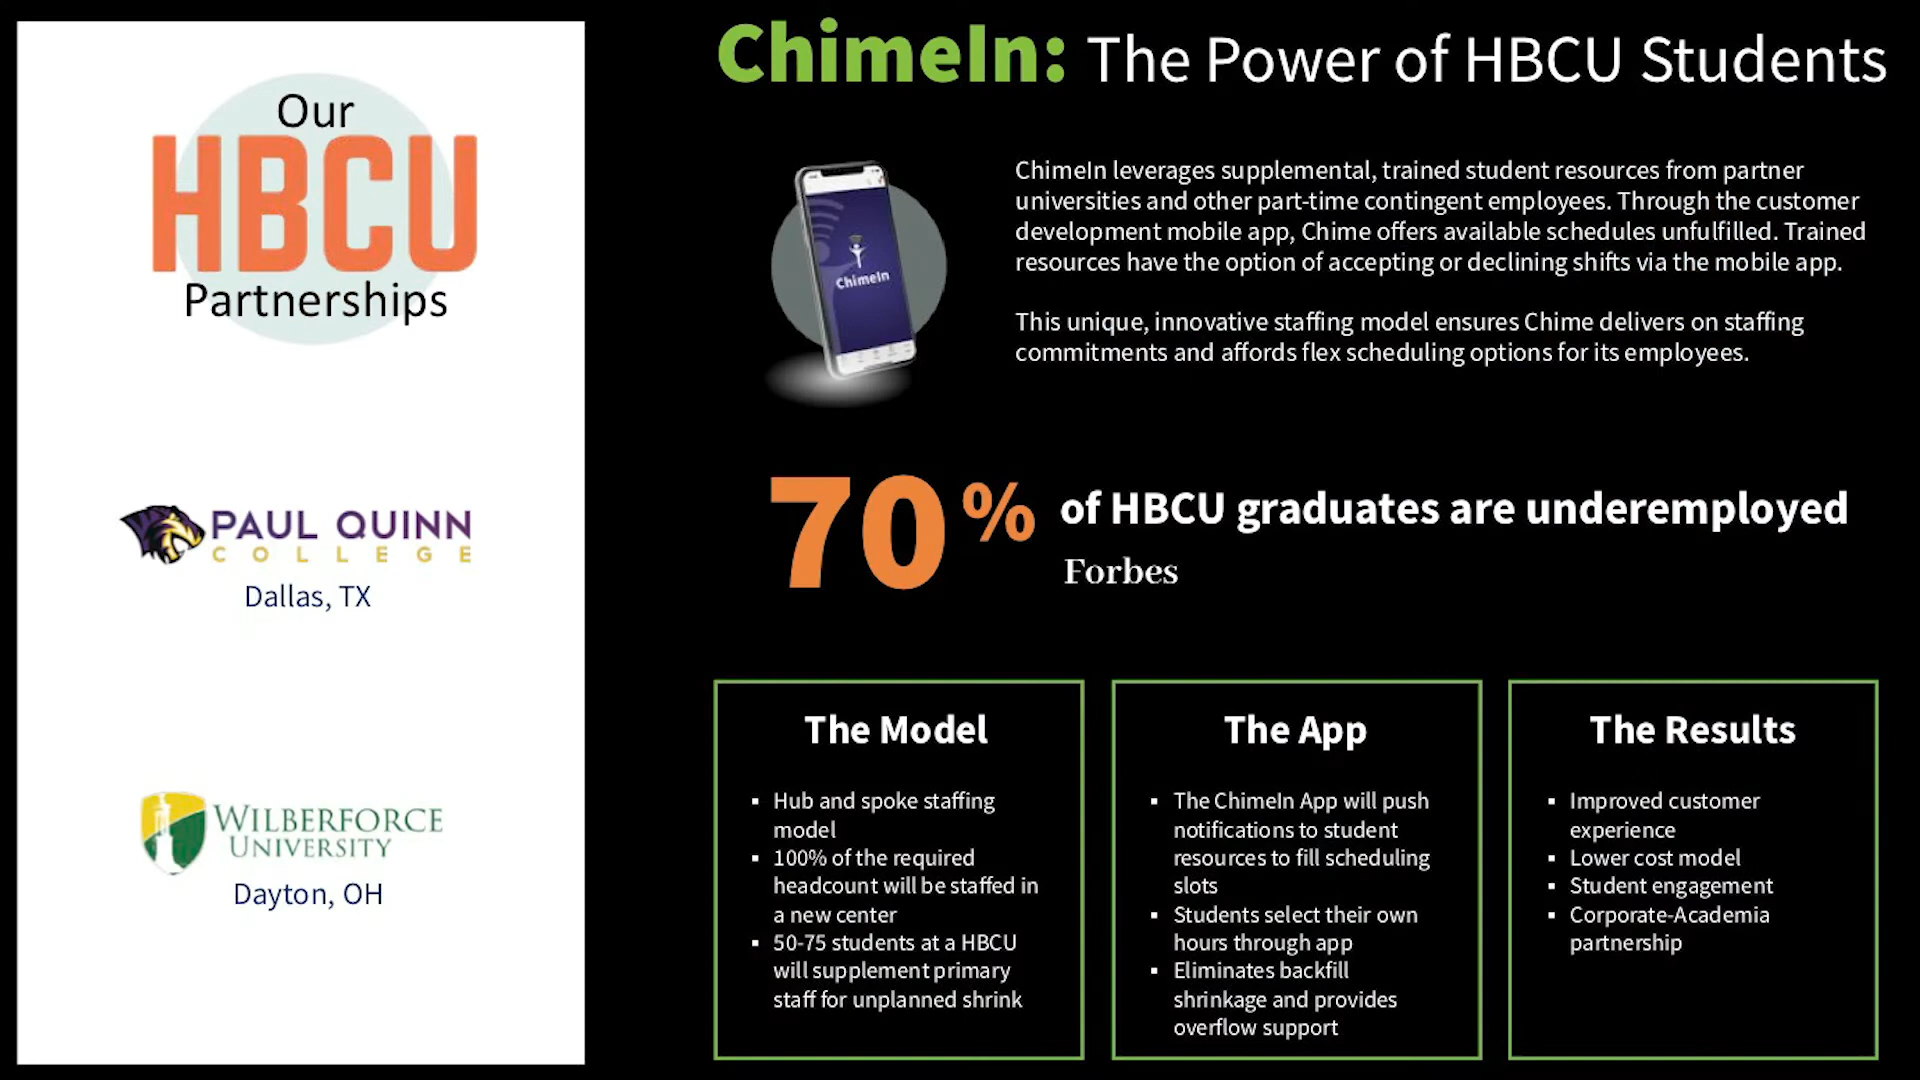 Our
HBCU
Partnerships
PAUL QUINN
COLLEGE
Dallas, TX
WILBERFORCE
UNIVERSITY
Dayton, OH
ChimeIn: The Power of HBCU Students
ChimeIn
ChimeIn leverages supplemental, trained student resources from partner
universities and other part-time contingent employees. Through the customer
development mobile app, Chime offers available schedules unfulfilled. Trained
resources have the option of accepting or declining shifts via the mobile app.
This unique, innovative staffing model ensures Chime delivers on staffing
commitments and affords flex scheduling options for its employees.
70% of HBCU graduates are underemployed
Forbes
The Model
▪ Hub and spoke staffing
model
▪ 100% of the required
headcount will be staffed in
a new center
▪ 50-75 students at a HBCU
will supplement primary
staff for unplanned shrink
The App
▪ The ChimeIn App will push
notifications to student
resources to fill scheduling
slots
▪ Students select their own
hours through app
▪ Eliminates backfill
shrinkage and provides
overflow support
The Results
▪ Improved customer
experience
▪ Lower cost model
▪ Student engagement
▪ Corporate-Academia
partnership